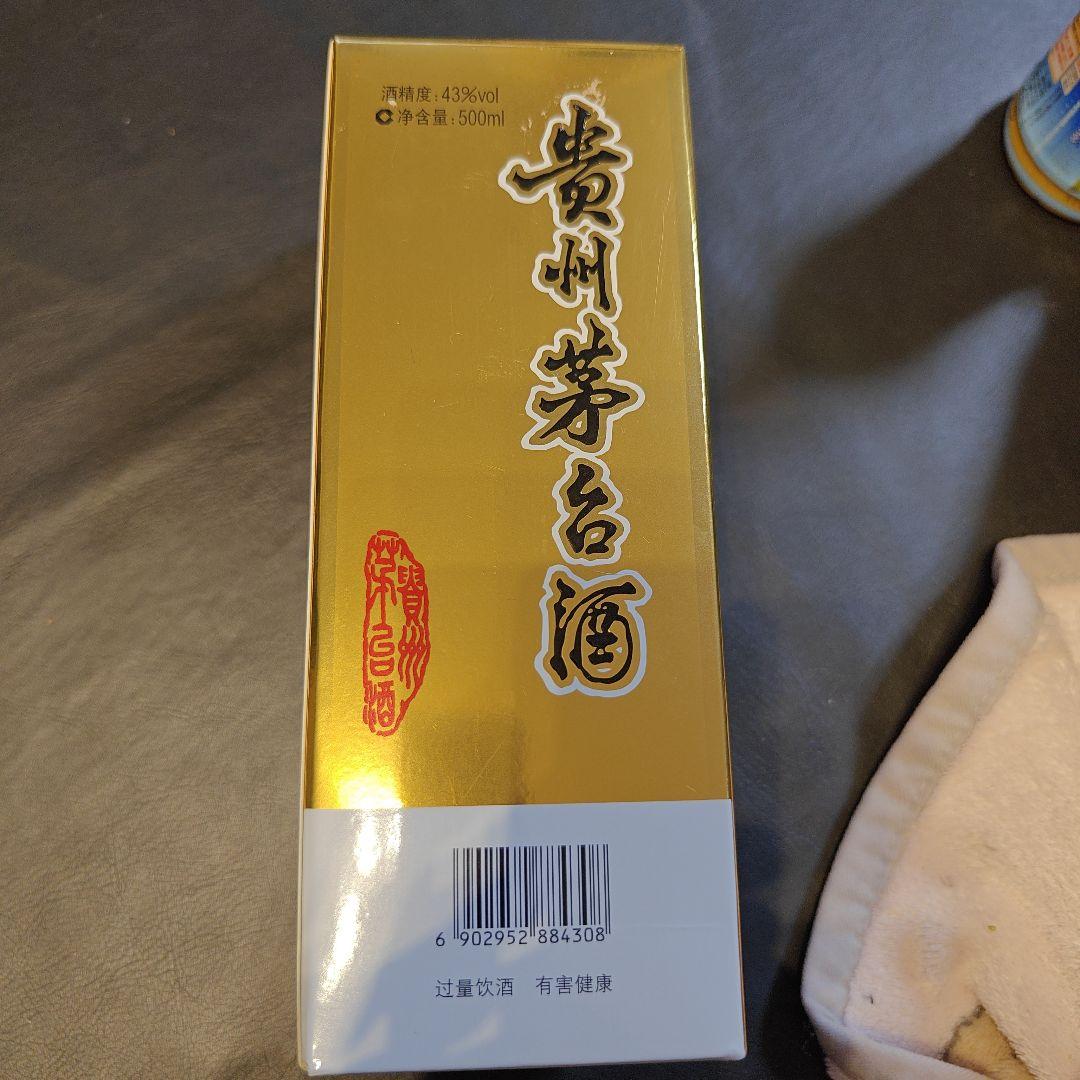 酒精度:43%vol
净含量:500ml
贵州茅台酒
貴州
茅台酒
6 902952 884308
过量饮酒 有害健康